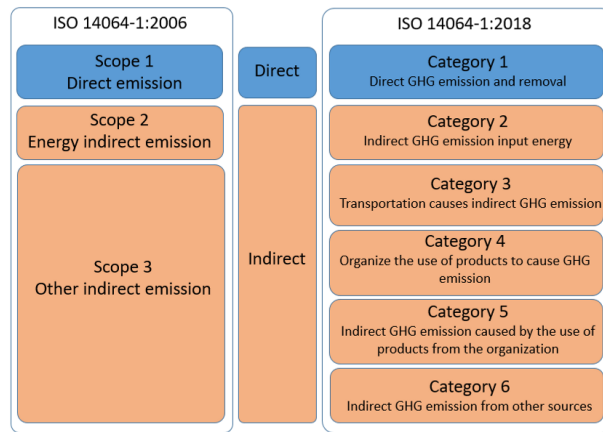 ISO 14064-1:2006
Scope 1
Direct emission
Scope 2
Energy indirect emission
Scope 3
Other indirect emission
Direct
Indirect
ISO 14064-1:2018
Category 1
Direct GHG emission and removal
Category 2
Indirect GHG emission input energy
Category 3
Transportation causes indirect GHG emission
Category 4
Organize the use of products to cause GHG
emission
Category 5
Indirect GHG emission caused by the use of
products from the organization
Category 6
Indirect GHG emission from other sources